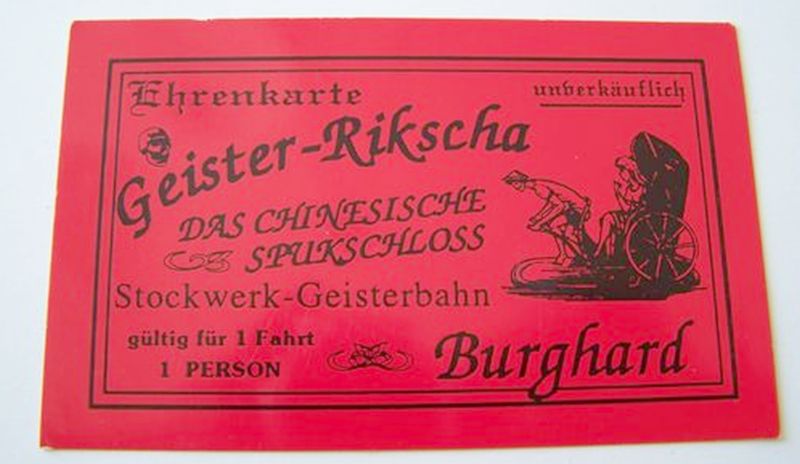 Ehrenkarte
unverkäuflich
Geister-Rikscha
DAS CHINESISCHE
SPUKSCHLOSS
Stockwerk-Geisterbahn
gültig für 1 Fahrt
1 PERSON
Burghard